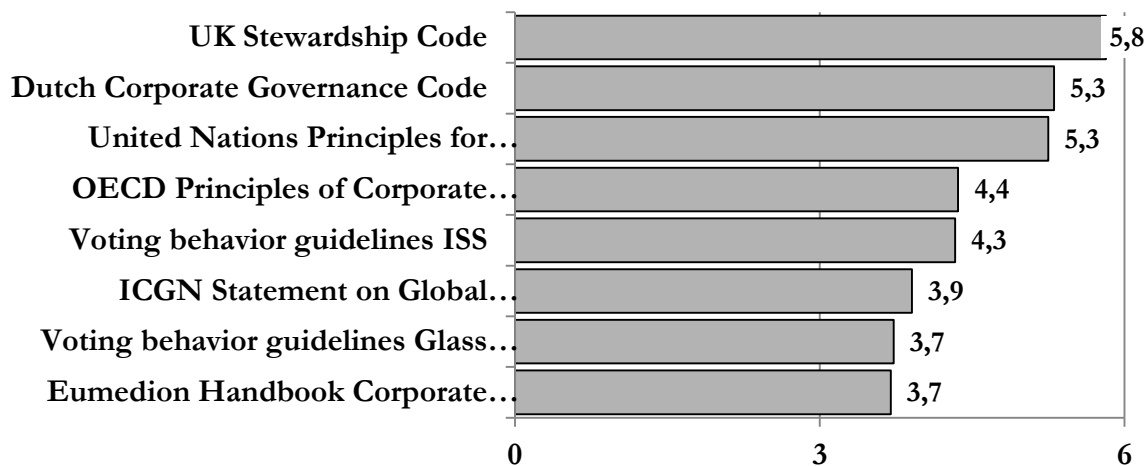 UK Stewardship Code 5,8
Dutch Corporate Governance Code 5,3
United Nations Principles for… 5,3
OECD Principles of Corporate… 4,4
Voting behavior guidelines ISS 4,3
ICGN Statement on Global… 3,9
Voting behavior guidelines Glass… 3,7
Eumedion Handbook Corporate… 3,7
0 3 6